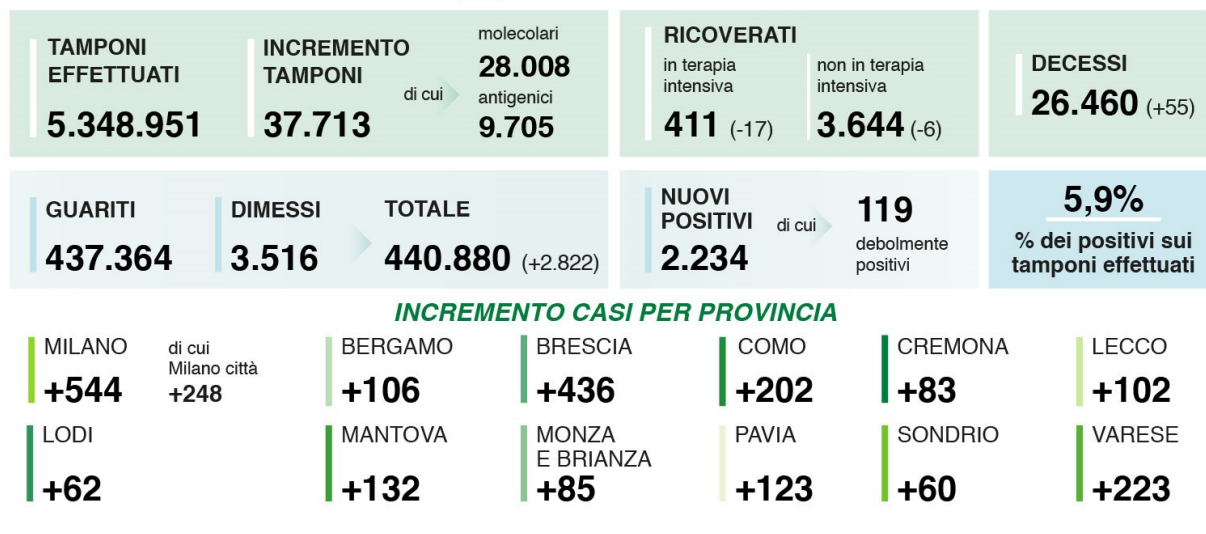 TAMPONI
EFFETTUATI
5.348.951
INCREMENTO
TAMPONI
37.713
di cui
molecolari
28.008
antigenici
9.705
RICOVERATI
in terapia
intensiva
411 (-17)
non in terapia
intensiva
3.644 (-6)
DECESSI
26.460 (+55)
GUARITI
437.364
DIMESSI
3.516
TOTALE
440.880 (+2.822)
NUOVI
POSITIVI
2.234
di cui
119
debolmente
positivi
5,9%
% dei positivi sui
tamponi effettuati
INCREMENTO CASI PER PROVINCIA
MILANO
+544
di cui
Milano città
+248
BERGAMO
+106
BRESCIA
+436
COMO
+202
CREMONA
+83
LECCO
+102
LODI
+62
MANTOVA
+132
MONZA
E BRIANZA
+85
PAVIA
+123
SONDRIO
+60
VARESE
+223